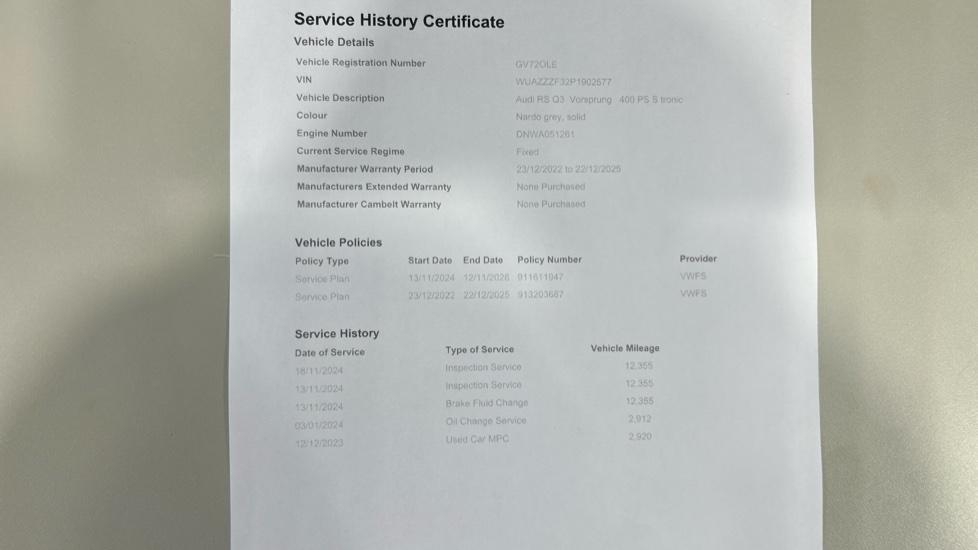 Service History Certificate
Vehicle Details
Vehicle Registration Number GV72OLE
VIN WUAZZZF32P1902677
Vehicle Description Audi RS Q3 Vorsprung 400 PS S tronic
Colour Nardo grey, solid
Engine Number DNWA051261
Current Service Regime Fixed
Manufacturer Warranty Period 23/12/2022 to 22/12/2025
Manufacturers Extended Warranty None Purchased
Manufacturer Cambelt Warranty None Purchased
Vehicle Policies
Policy Type Start Date End Date Policy Number Provider
Service Plan 13/11/2024 12/11/2026 911611947 VWFS
Service Plan 23/12/2022 22/12/2025 913203687 VWFS
Service History
Date of Service Type of Service Vehicle Mileage
18/11/2024 Inspection Service 12,355
13/11/2024 Inspection Service 12,355
13/11/2024 Brake Fluid Change 12,355
03/01/2024 Oil Change Service 2,912
12/12/2023 Used Car MPC 2,920